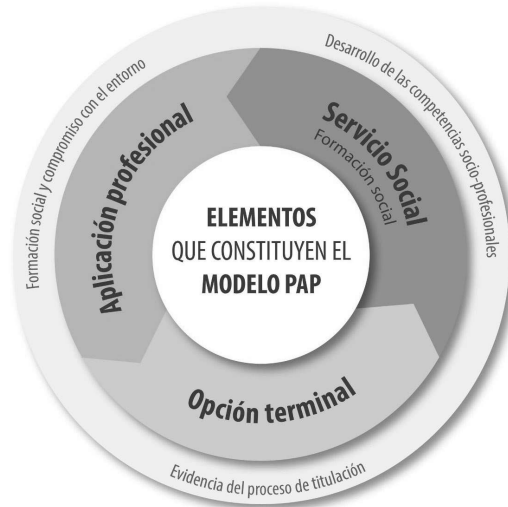 Formación social y compromiso con el entorno
Desarrollo de las competencias socio-profesionales
Aplicación profesional
Servicio Social
Formación social
ELEMENTOS
QUE CONSTITUYEN EL
MODELO PAP
Opción terminal
Evidencia del proceso de titulación